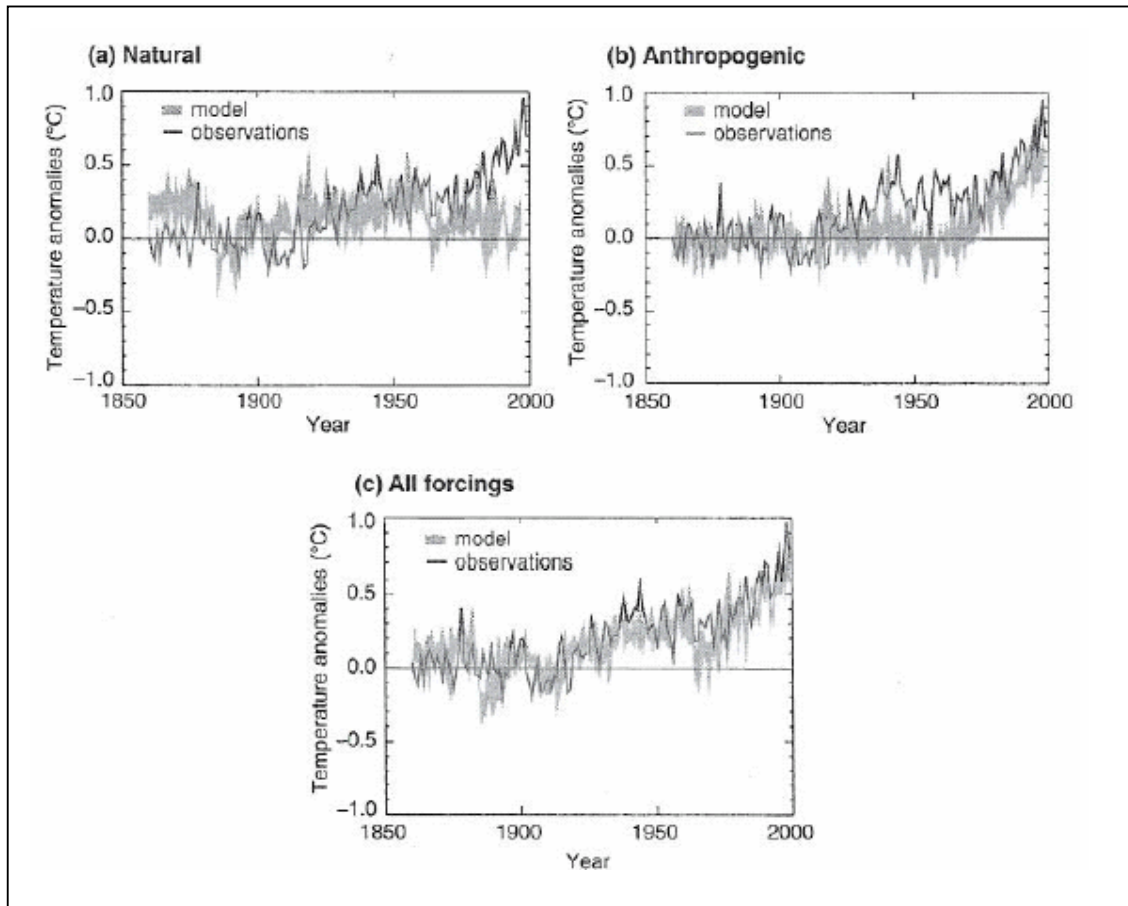 (a) Natural
Temperature anomalies (°C)
1.0
0.5
0.0
−0.5
−1.0
model
observations
1850
1900
1950
2000
Year
(b) Anthropogenic
Temperature anomalies (°C)
1.0
0.5
0.0
−0.5
−1.0
model
observations
1850
1900
1950
2000
Year
(c) All forcings
Temperature anomalies (°C)
1.0
0.5
0.0
−0.5
−1.0
model
observations
1850
1900
1950
2000
Year